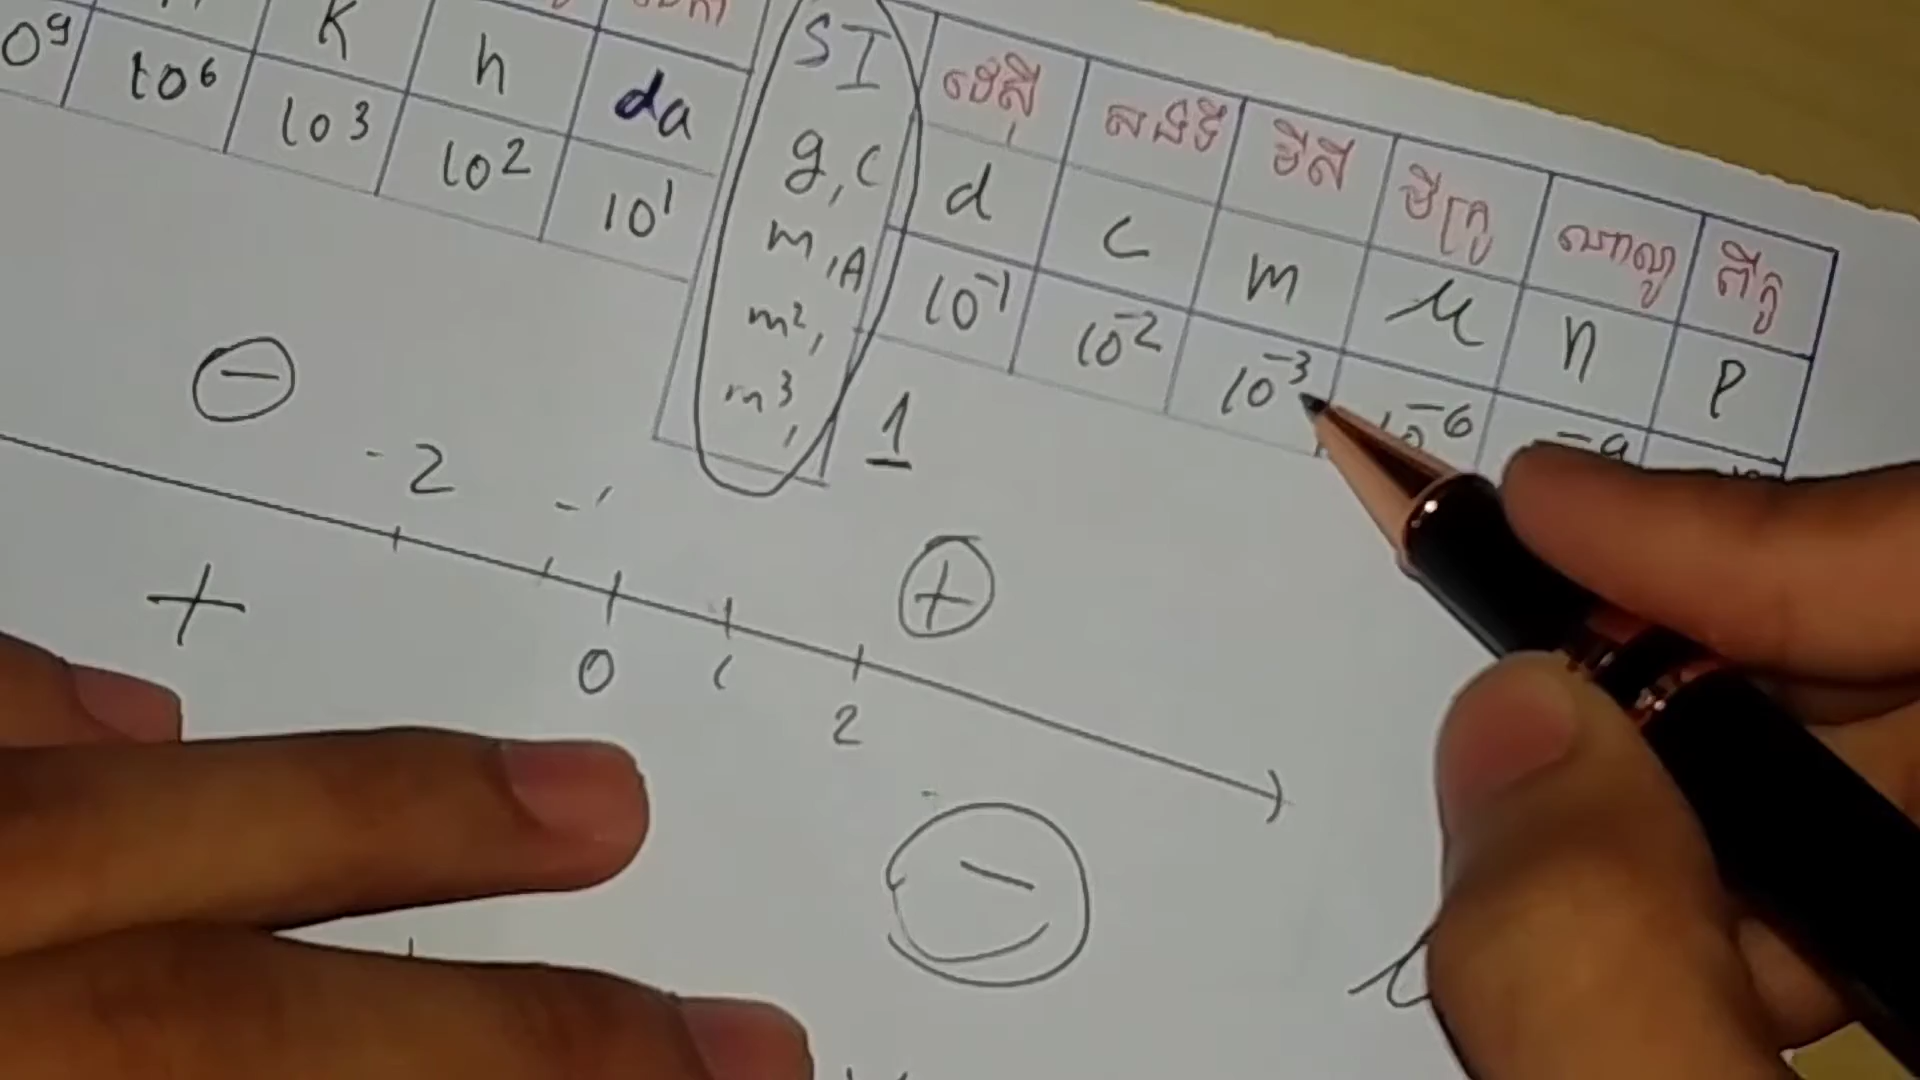 K h da SI ដេស៊ី សង់ទី មីលី មីក្រូ ណាណូ ពីកូ
g, C d c m μ n p
10⁶ 10³ 10² 10¹ m, A 10⁻¹ 10⁻² 10⁻³ 10⁻⁶
m²,
m³,
1
−
-2 -1
+ +
0 1 2
−